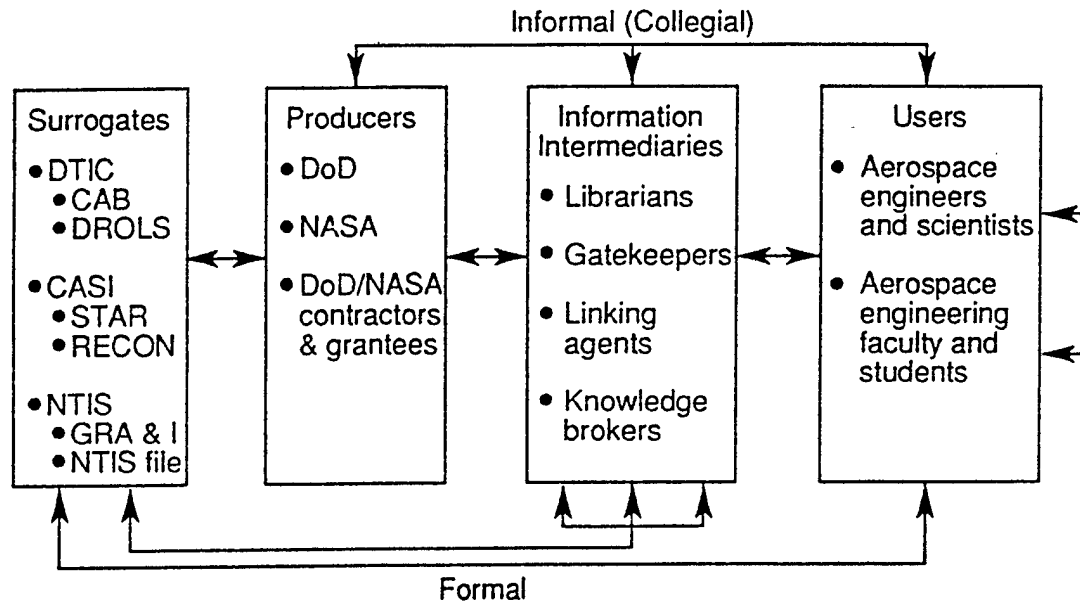 Informal (Collegial)
Surrogates
• DTIC
• CAB
• DROLS
• CASI
• STAR
• RECON
• NTIS
• GRA & I
• NTIS file
Producers
• DoD
• NASA
• DoD/NASA
contractors
& grantees
Information
Intermediaries
• Librarians
• Gatekeepers
• Linking
agents
• Knowledge
brokers
Users
• Aerospace
engineers
and scientists
• Aerospace
engineering
faculty and
students
Formal